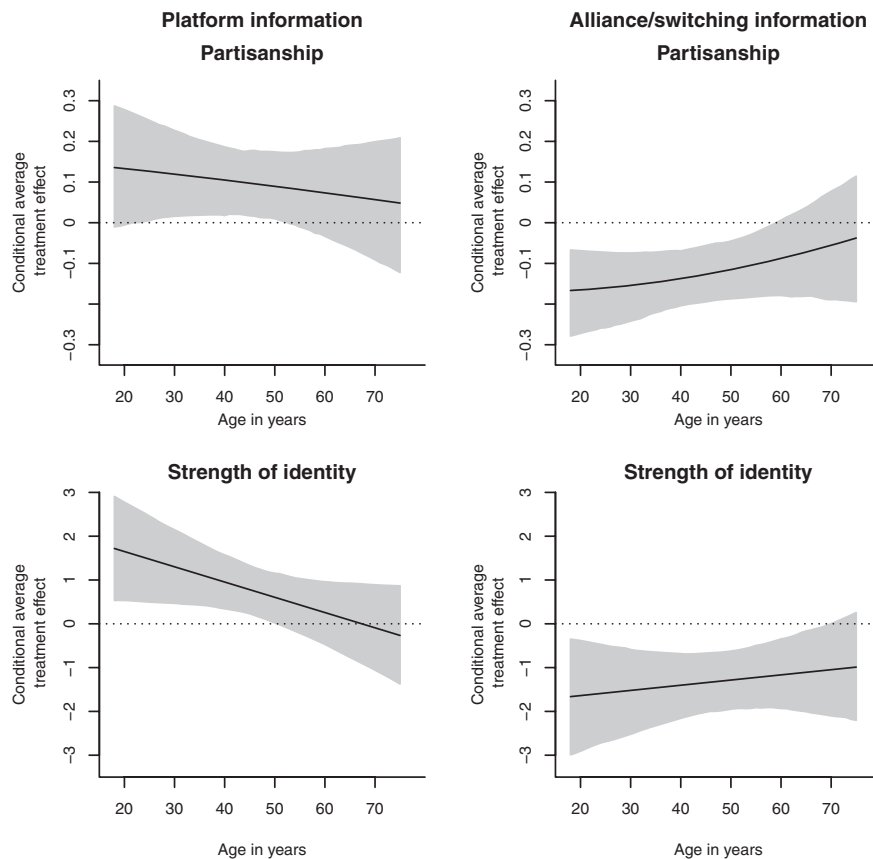 Platform information
Partisanship
Conditional average
treatment effect
0.3
0.2
0.1
0
−0.1
−0.3
20 30 40 50 60 70
Age in years
Alliance/switching information
Partisanship
Conditional average
treatment effect
0.3
0.2
0.1
0
−0.1
−0.3
20 30 40 50 60 70
Age in years
Strength of identity
Conditional average
treatment effect
3
2
1
0
−1
−2
−3
20 30 40 50 60 70
Age in years
Strength of identity
Conditional average
treatment effect
3
2
1
0
−1
−2
−3
20 30 40 50 60 70
Age in years